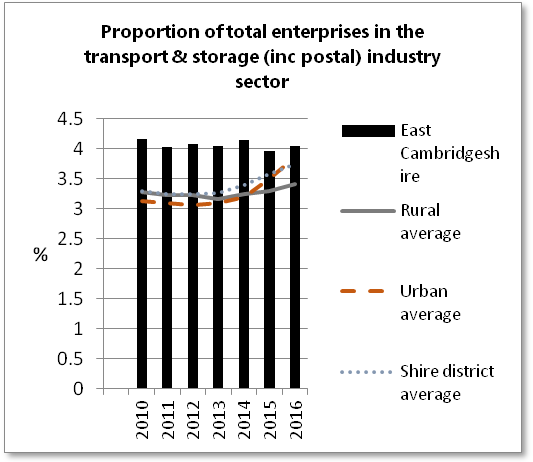 Proportion of total enterprises in the
transport & storage (inc postal) industry
sector
4.5
4
3.5
3
2.5
2
1.5
1
0.5
0
%
2010
2011
2012
2013
2014
2015
2016
East
Cambridgesh
ire
Rural
average
Urban
average
Shire district
average